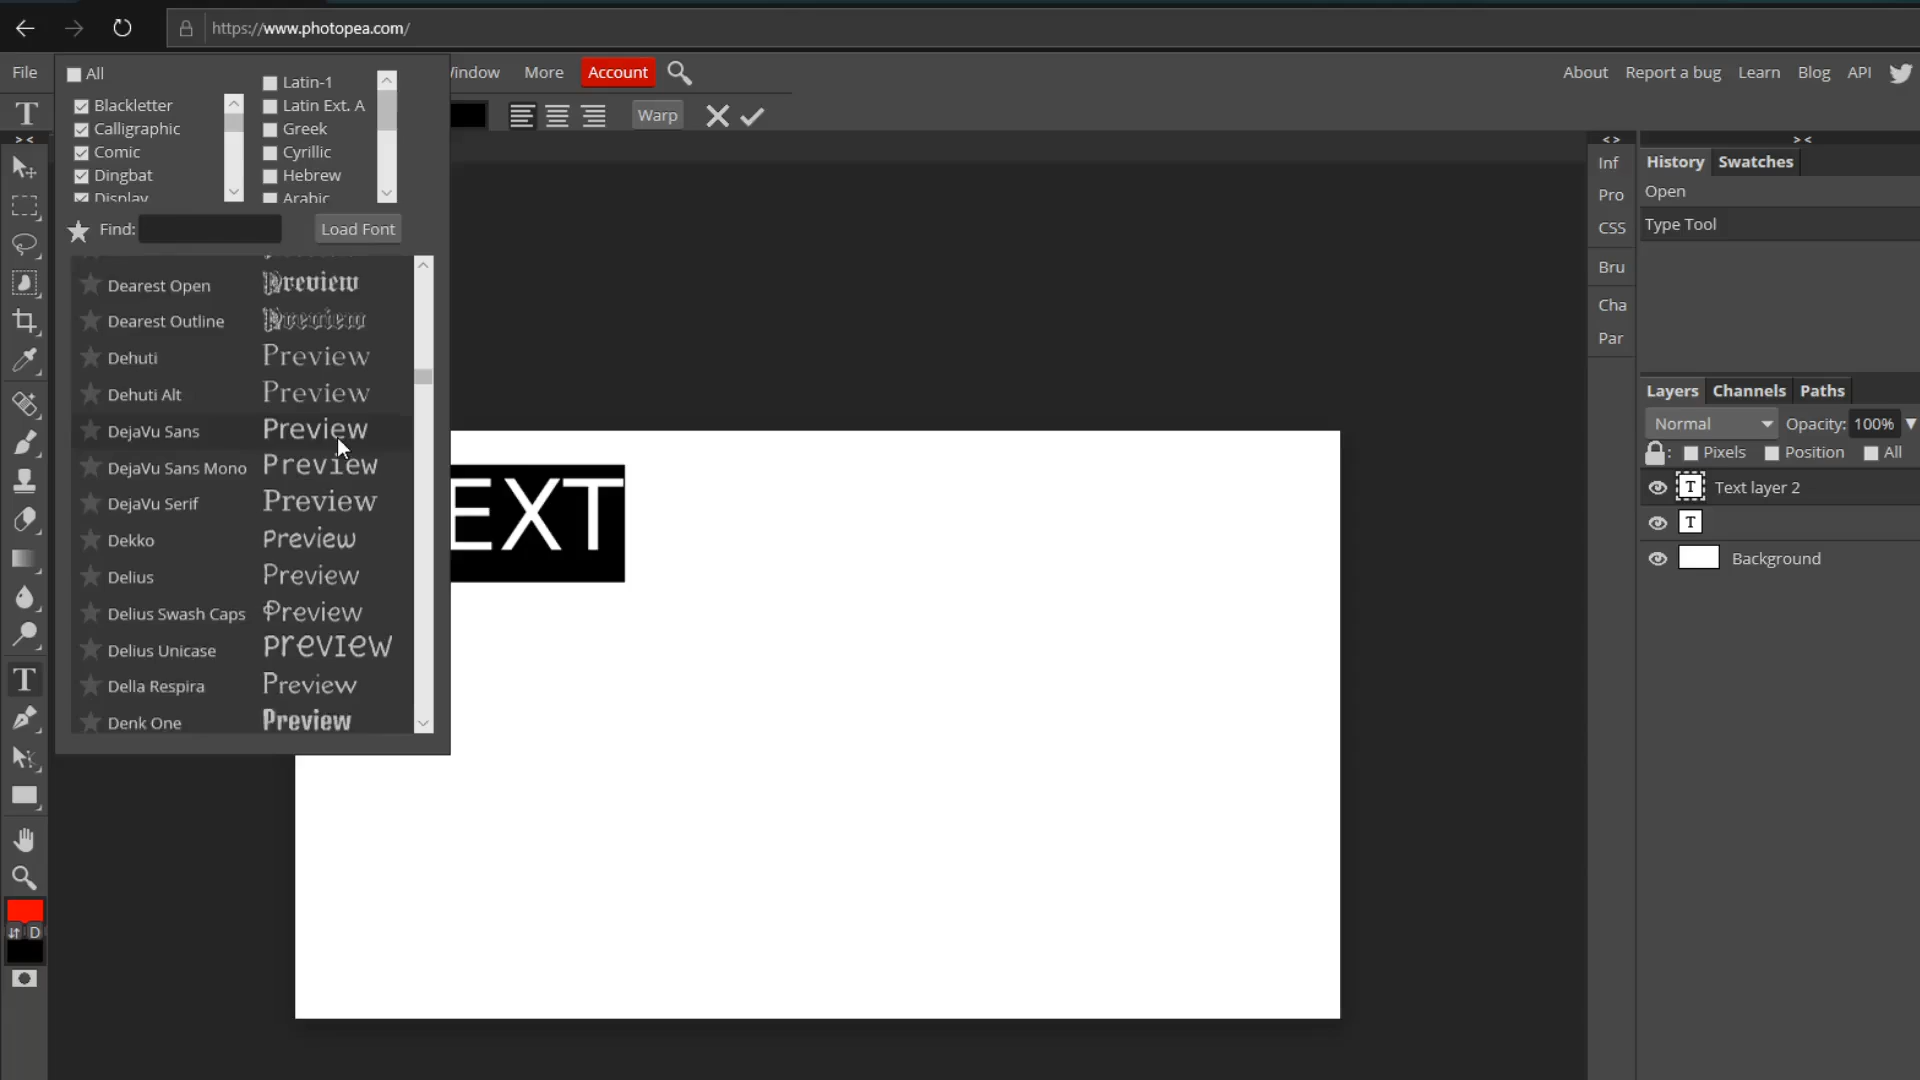 https://www.photopea.com/
File
All
Latin-1
Blackletter
Latin Ext. A
Calligraphic
Greek
Comic
Cyrillic
Dingbat
Hebrew
Display
Arabic
Find:
Load Font
Window More Account
About Report a bug Learn Blog API
T
Warp
> <
< >
> <
Dearest Open Preview
Dearest Outline Preview
Dehuti Preview
Dehuti Alt Preview
DejaVu Sans Preview
DejaVu Sans Mono Preview
DejaVu Serif Preview
Dekko Preview
Delius Preview
Delius Swash Caps Preview
Delius Unicase Preview
Della Respira Preview
Denk One Preview
EXT
T
D
Inf
Pro
CSS
Bru
Cha
Par
History Swatches
Open
Type Tool
Layers Channels Paths
Normal Opacity: 100%
: Pixels Position All
T Text layer 2
T
Background